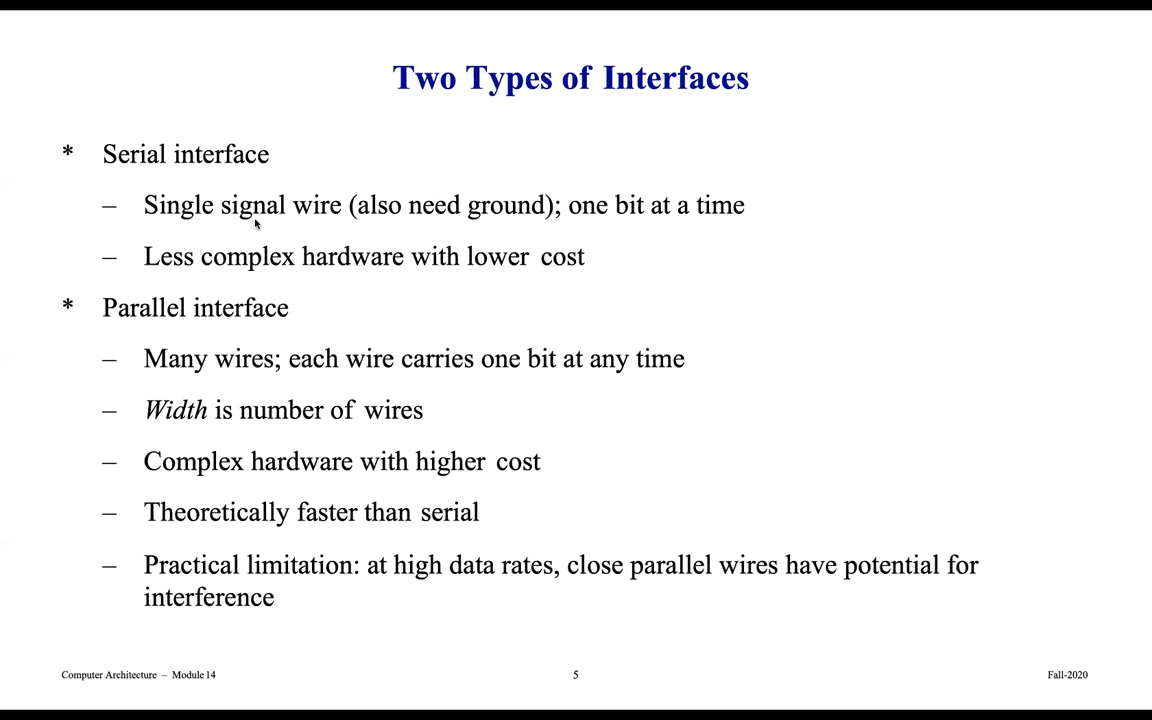 Two Types of Interfaces
* Serial interface
– Single signal wire (also need ground); one bit at a time
– Less complex hardware with lower cost
* Parallel interface
– Many wires; each wire carries one bit at any time
– Width is number of wires
– Complex hardware with higher cost
– Theoretically faster than serial
– Practical limitation: at high data rates, close parallel wires have potential for
interference
Computer Architecture – Module 14 5 Fall-2020